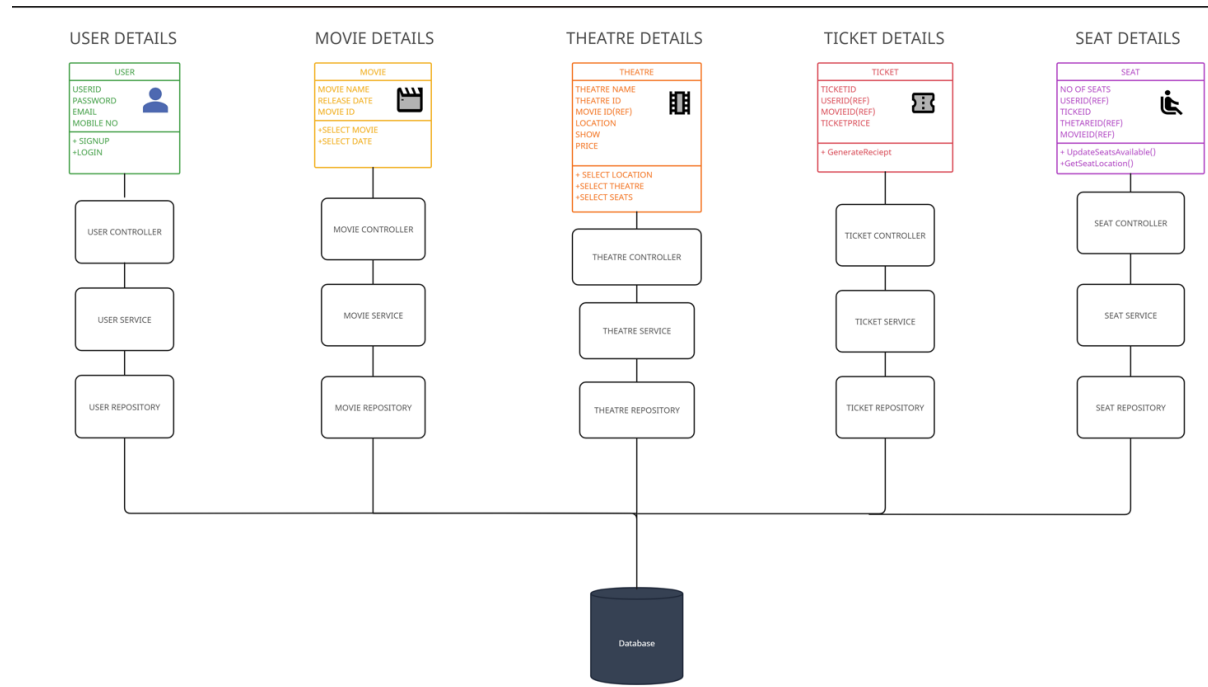 USER DETAILS
MOVIE DETAILS
THEATRE DETAILS
TICKET DETAILS
SEAT DETAILS
USER
USERID
PASSWORD
EMAIL
MOBILE NO
+ SIGNUP
+LOGIN
MOVIE
MOVIE NAME
RELEASE DATE
MOVIE ID
+SELECT MOVIE
+SELECT DATE
THEATRE
THEATRE NAME
THEATRE ID
MOVIE ID(REF)
LOCATION
SHOW
PRICE
+ SELECT LOCATION
+SELECT THEATRE
+SELECT SEATS
TICKET
TICKETID
USERID(REF)
MOVIEID(REF)
TICKETPRICE
+ GenerateReciept
SEAT
NO OF SEATS
USERID(REF)
TICKEID
THETAREID(REF)
MOVIEID(REF)
+ UpdateSeatsAvailable()
+GetSeatLocation()
USER CONTROLLER
MOVIE CONTROLLER
THEATRE CONTROLLER
TICKET CONTROLLER
SEAT CONTROLLER
USER SERVICE
MOVIE SERVICE
THEATRE SERVICE
TICKET SERVICE
SEAT SERVICE
USER REPOSITORY
MOVIE REPOSITORY
THEATRE REPOSITORY
TICKET REPOSITORY
SEAT REPOSITORY
Database